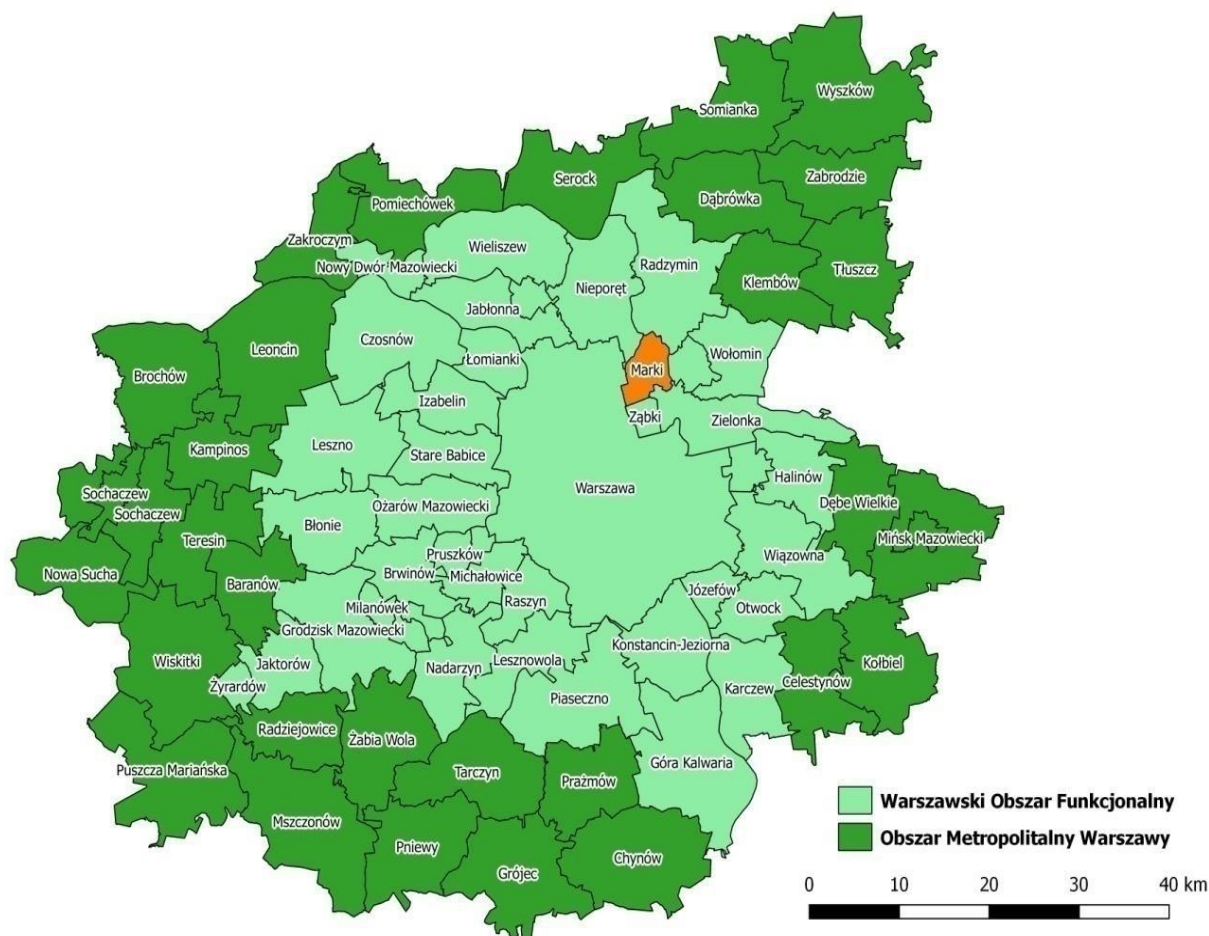 Wyszków
Somianka
Serock
Zabrodzie
Dąbrówka
Pomiechówek
Zakroczym
Wieliszew
Nowy Dwór Mazowiecki
Radzymin
Tłuszcz
Klembów
Nieporęt
Jabłonna
Czosnów
Leoncin
Łomianki
Wołomin
Marki
Brochów
Izabelin
Ząbki
Zielonka
Leszno
Kampinos
Stare Babice
Halinów
Warszawa
Sochaczew
Sochaczew
Ożarów Mazowiecki
Dębe Wielkie
Błonie
Teresin
Mińsk Mazowiecki
Wiązowna
Pruszków
Nowa Sucha
Brwinów
Michałowice
Baranów
Józefów
Raszyn
Otwock
Milanówek
Grodzisk Mazowiecki
Konstancin-Jeziorna
Wiskitki
Jaktorów
Nadarzyn
Lesznowola
Kołbiel
Żyrardów
Karczew
Celestynów
Piaseczno
Radziejowice
Żabia Wola
Góra Kalwaria
Puszcza Mariańska
Tarczyn
Prażmów
Mszczonów
Pniewy
Chynów
Grójec
Warszawski Obszar Funkcjonalny
Obszar Metropolitalny Warszawy
0 10 20 30 40 km